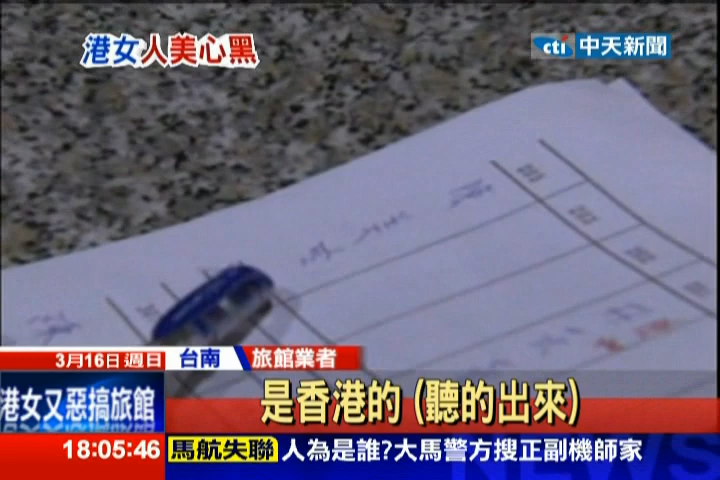 港女人美心黑
cti 中天新聞
3月16日週日
台南
旅館業者
港女又惡搞旅館
是香港的 (聽的出來)
18:05:46
馬航失聯
人為是誰?大馬警方搜正副機師家
NEWS